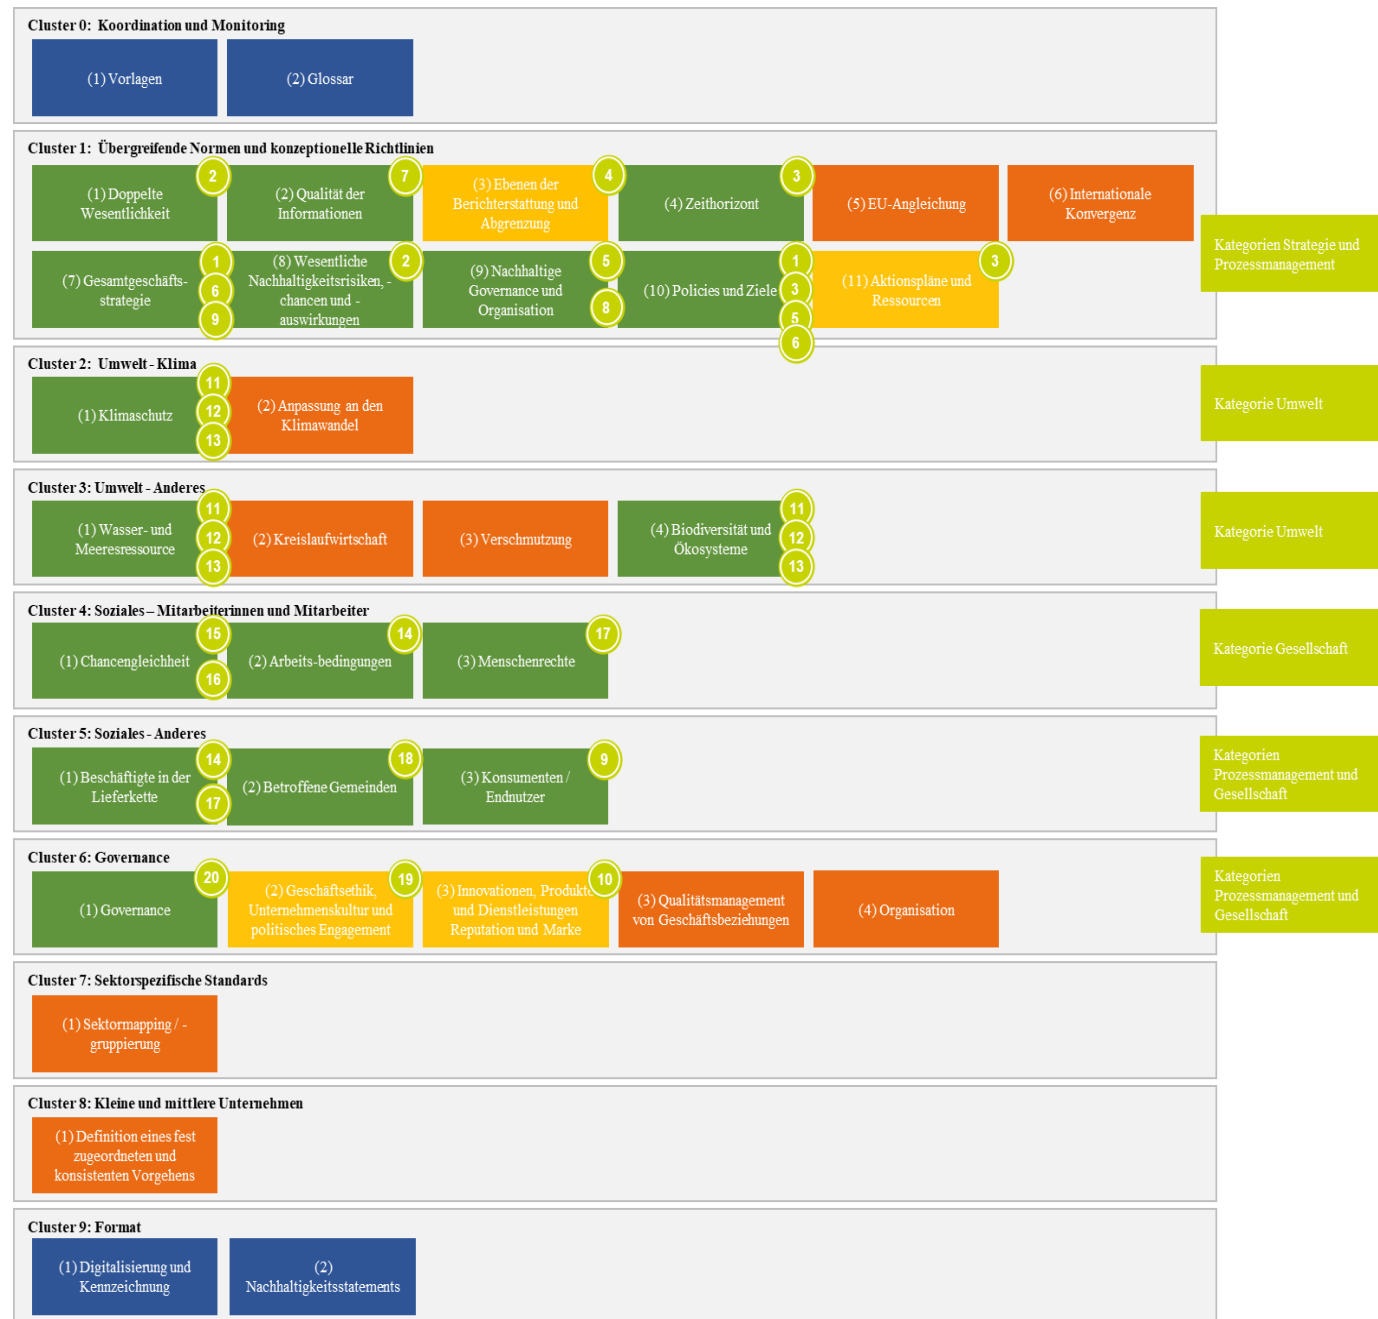 Cluster 0: Koordination und Monitoring
(1) Vorlagen
(2) Glossar
Cluster 1: Übergreifende Normen und konzeptionelle Richtlinien
(1) Doppelte
Wesentlichkeit
2
(2) Qualität der
Informationen
7
(3) Ebenen der
Berichterstattung und
Abgrenzung
4
(4) Zeithorizont
3
(5) EU-Angleichung
(6) Internationale
Konvergenz
(7) Gesamtgeschäfts-
strategie
1
6
9
(8) Wesentliche
Nachhaltigkeitsrisiken, -
chancen und -
auswirkungen
2
(9) Nachhaltige
Governance und
Organisation
5
8
(10) Policies und Ziele
1
3
5
6
(11) Aktionspläne und
Ressourcen
3
Kategorien Strategie und
Prozessmanagement
Cluster 2: Umwelt - Klima
(1) Klimaschutz
11
12
13
(2) Anpassung an den
Klimawandel
Kategorie Umwelt
Cluster 3: Umwelt - Anderes
(1) Wasser- und
Meeresressource
11
12
13
(2) Kreislaufwirtschaft
(3) Verschmutzung
(4) Biodiversität und
Ökosysteme
11
12
13
Kategorie Umwelt
Cluster 4: Soziales – Mitarbeiterinnen und Mitarbeiter
(1) Chancengleichheit
15
16
(2) Arbeits-bedingungen
14
(3) Menschenrechte
17
Kategorie Gesellschaft
Cluster 5: Soziales - Anderes
(1) Beschäftigte in der
Lieferkette
14
17
(2) Betroffene Gemeinden
18
(3) Konsumenten /
Endnutzer
9
Kategorien
Prozessmanagement und
Gesellschaft
Cluster 6: Governance
(1) Governance
20
(2) Geschäftsethik,
Unternehmenskultur und
politisches Engagement
19
(3) Innovationen, Produkte
und Dienstleistungen
Reputation und Marke
10
(3) Qualitätsmanagement
von Geschäftsbeziehungen
(4) Organisation
Kategorien
Prozessmanagement und
Gesellschaft
Cluster 7: Sektorspezifische Standards
(1) Sektormapping / -
gruppierung
Cluster 8: Kleine und mittlere Unternehmen
(1) Definition eines fest
zugeordneten und
konsistenten Vorgehens
Cluster 9: Format
(1) Digitalisierung und
Kennzeichnung
(2)
Nachhaltigkeitsstatements